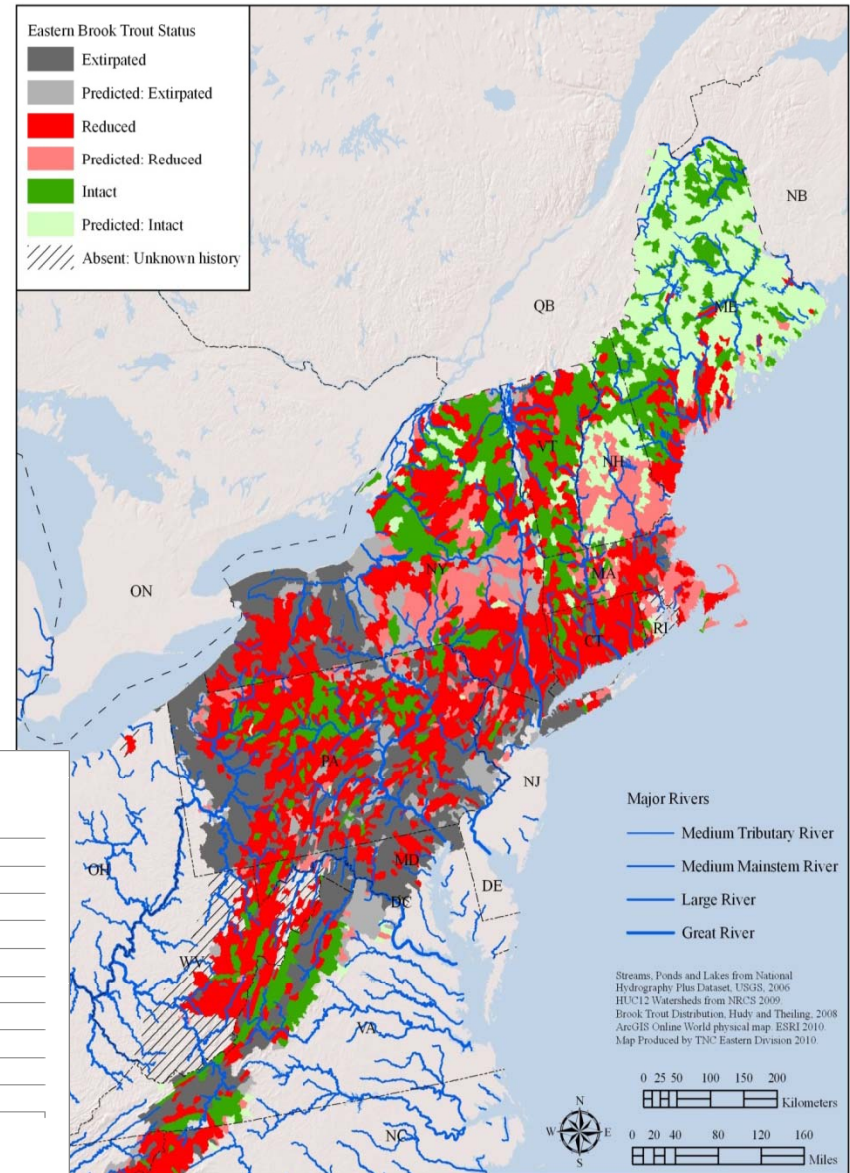 Eastern Brook Trout Status
Extirpated
Predicted: Extirpated
Reduced
Predicted: Reduced
Intact
Predicted: Intact
Absent: Unknown history
NB
QB
ME
VT
NH
NY
MA
ON
CT
RI
PA
NJ
OH
MD
DE
DC
WV
VA
NC
Major Rivers
Medium Tributary River
Medium Mainstem River
Large River
Great River
Streams, Ponds and Lakes from National
Hydrography Plus Dataset, USGS, 2006
HUC12 Watersheds from NRCS 2009.
Brook Trout Distribution, Hudy and Theiling, 2008
ArcGIS Online World physical map. ESRI 2010.
Map Produced by TNC Eastern Division 2010.
N
W E
S
0 25 50 100 150 200
Kilometers
0 20 40 80 120 160
Miles